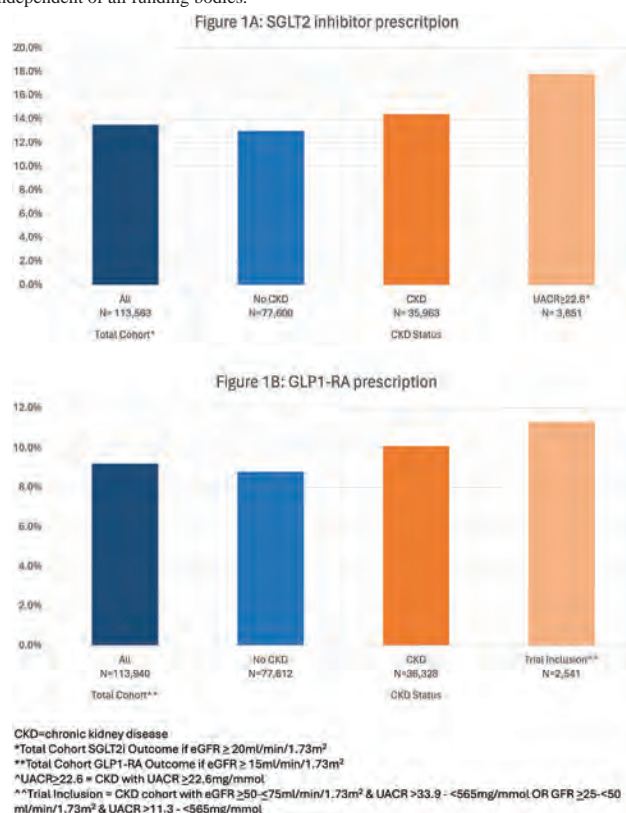 independent of all funding bodies.
Figure 1A: SGLT2 inhibitor prescritpion
20.0%
18.0%
16.0%
14.0%
12.0%
10.0%
8.0%
6.0%
4.0%
2.0%
0.0%
All No CKD CKD UACR≥22.6^
N= 113,563 N=77,600 N= 35,963 N= 3,651
Total Cohort* CKD Status
Figure 1B: GLP1-RA prescription
12.0%
10.0%
8.0%
6.0%
4.0%
2.0%
0.0%
All No CKD CKD Trial Inclusion^^
N=113,940 N=77,612 N=36,328 N=2,541
Total Cohort** CKD Status
CKD=chronic kidney disease
*Total Cohort SGLT2i Outcome if eGFR ≥ 20ml/min/1.73m²
**Total Cohort GLP1-RA Outcome if eGFR ≥ 15ml/min/1.73m²
^UACR≥22.6 = CKD with UACR ≥22.6mg/mmol
^^Trial Inclusion = CKD cohort with eGFR ≥50-≤75ml/min/1.73m² & UACR >33.9 - <565mg/mmol OR GFR ≥25-<50
ml/min/1.73m² & UACR >11.3 - <565mg/mmol